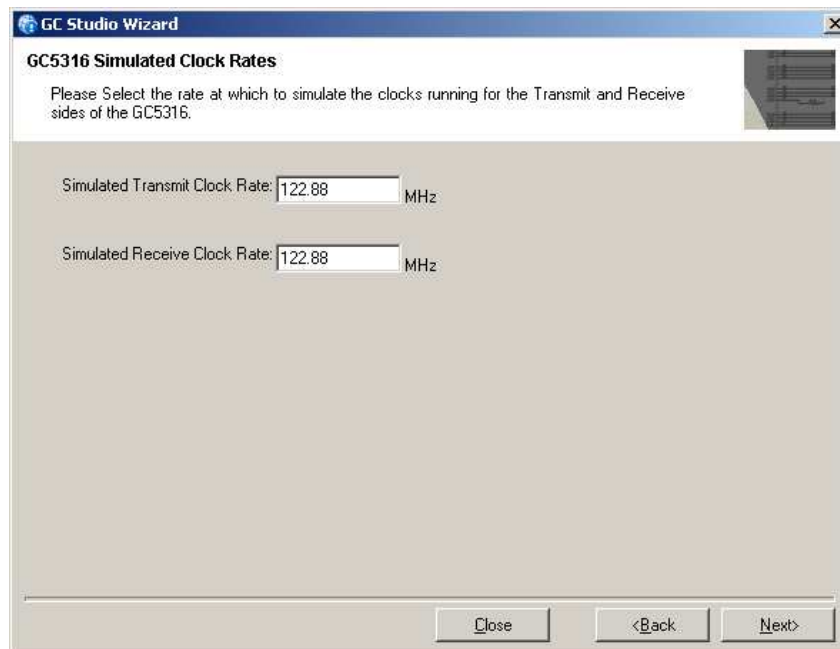 GC Studio Wizard
GC5316 Simulated Clock Rates
Please Select the rate at which to simulate the clocks running for the Transmit and Receive
sides of the GC5316.
Simulated Transmit Clock Rate: 122.88 MHz
Simulated Receive Clock Rate: 122.88 MHz
Close <Back Next>